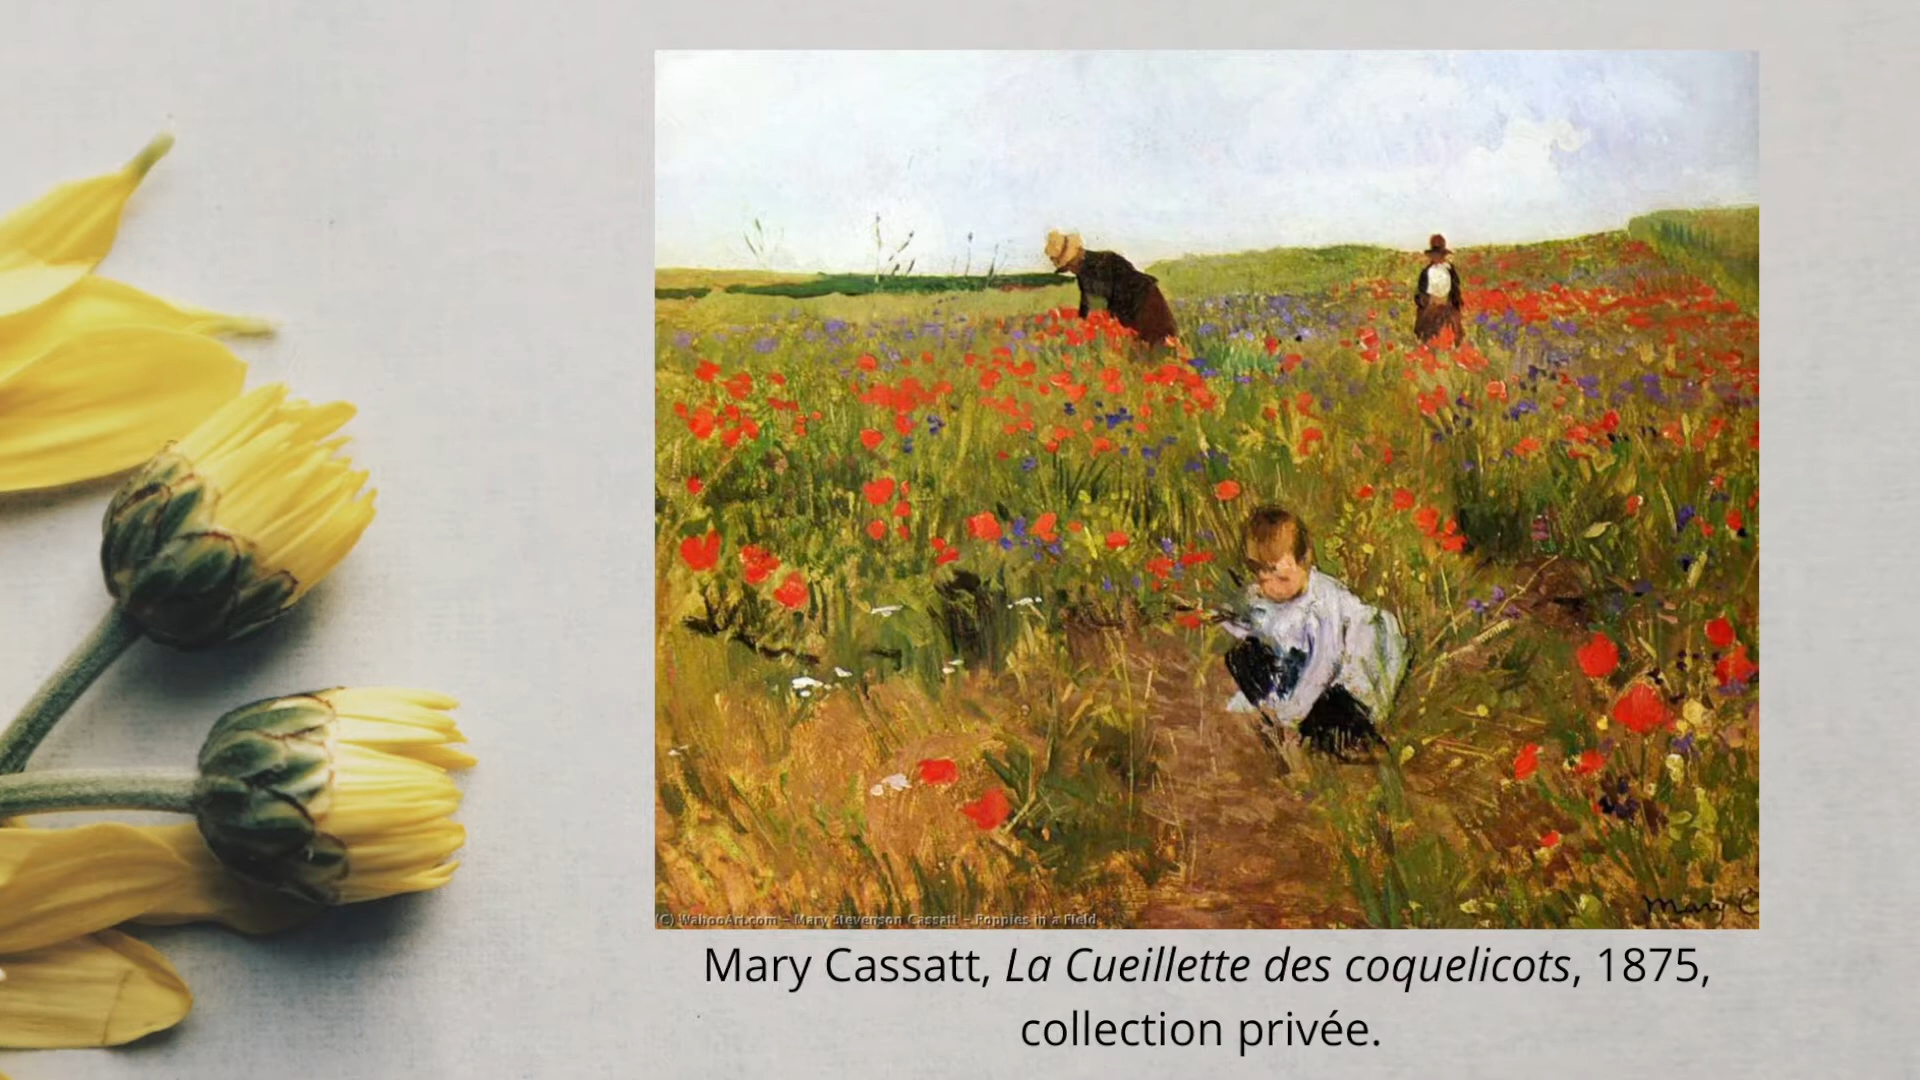 Mary C
(C) WahooArt.com - Mary Stevenson Cassatt - Poppies in a Field
Mary Cassatt, La Cueillette des coquelicots, 1875,
collection privée.